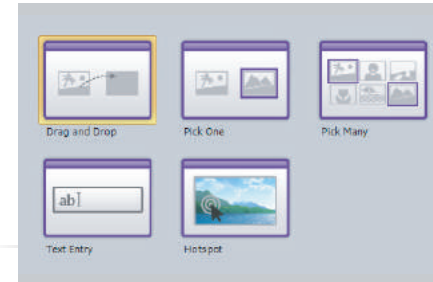 Drag and Drop
Pick One
Pick Many
ab
Text Entry
Hotspot